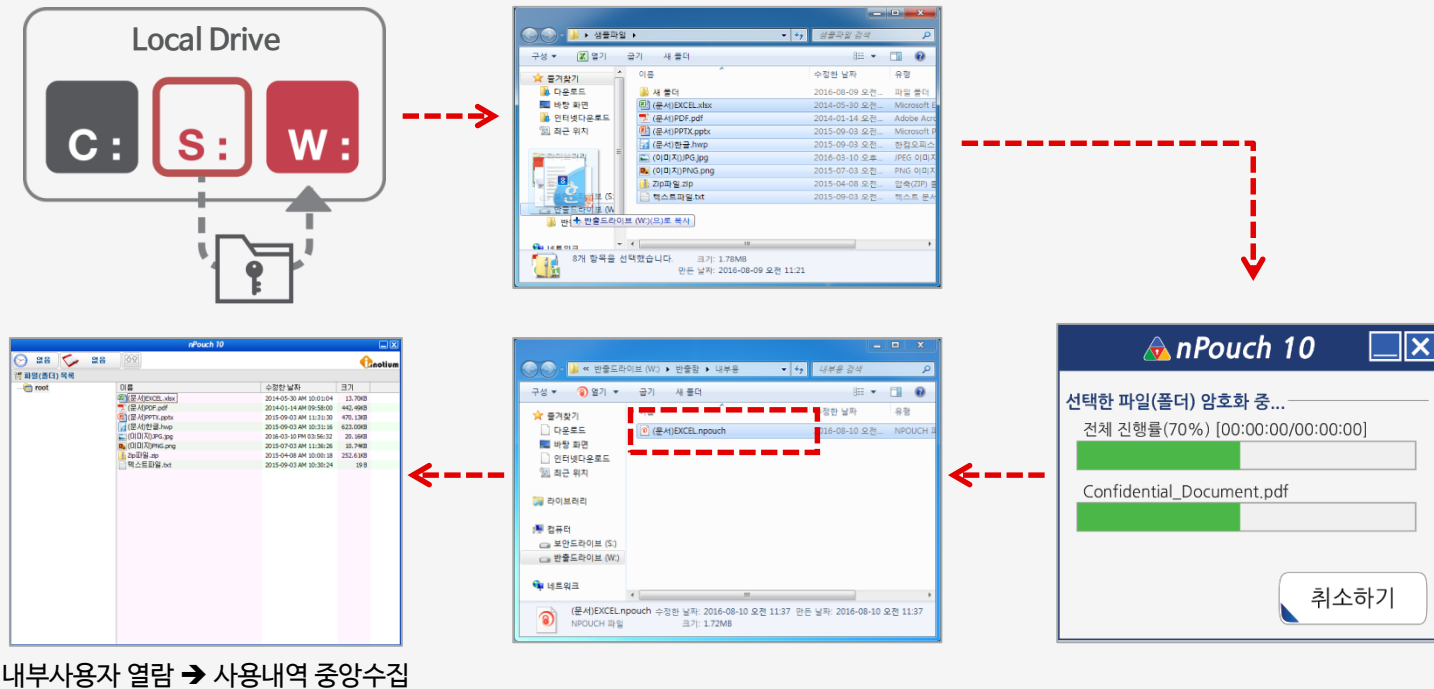 Local Drive
C :
S :
W :
샘플파일
샘플파일 검색
구성 열기 굽기 새 폴더
즐겨찾기
다운로드
바탕 화면
인터넷다운로드
최근 위치
이름 수정한 날짜 유형
새 폴더 2016-08-09 오전... 파일 폴더
(문서)EXCEL.xlsx 2014-05-30 오전... Microsoft E
(문서)PDF.pdf 2014-01-14 오전... Adobe Acro
(문서)PPTX.pptx 2015-09-03 오전... Microsoft P
(문서)한글.hwp 2015-09-03 오전... 한컴오피스
(이미지)JPG.jpg 2016-03-10 오후... JPEG 이미지
(이미지)PNG.png 2015-07-03 오전... PNG 이미지
Zip파일.zip 2015-04-08 오전... 압축(ZIP)
텍스트파일.txt 2015-09-03 오전... 텍스트 문서
반출드라이브 (W:)(으)로 복사
네트워크
8개 항목을 선택했습니다. 크기: 1.78MB
만든 날짜: 2016-08-09 오전 11:21
nPouch 10
선택한 파일(폴더) 암호화 중...
전체 진행률(70%) [00:00:00/00:00:00]
Confidential_Document.pdf
취소하기
« 반출드라이브 (W:) 반출함 내부용
내부용 검색
구성 열기 굽기 새 폴더
즐겨찾기
다운로드
바탕 화면
인터넷다운로드
최근 위치
라이브러리
컴퓨터
보안드라이브 (S:)
반출드라이브 (W:)
네트워크
수정한 날짜 유형
(문서)EXCEL.npouch 2016-08-10 오전... NPOUCH 파
(문서)EXCEL.npouch 수정한 날짜: 2016-08-10 오전 11:37 만든 날짜: 2016-08-10 오전 11:37
NPOUCH 파일 크기: 1.72MB
nPouch 10
없음 없음
inotium
파일(폴더) 목록
root
이름 수정한 날짜 크기
(문서)EXCEL.xlsx 2014-05-30 AM 10:01:04 13.70KB
(문서)PDF.pdf 2014-01-14 AM 09:58:00 442.49KB
(문서)PPTX.pptx 2015-09-03 AM 11:31:30 470.13KB
(문서)한글.hwp 2015-09-03 AM 10:31:16 623.00KB
(이미지)JPG.jpg 2016-03-10 PM 03:56:32 20.16KB
(이미지)PNG.png 2015-07-03 AM 11:36:26 10.74KB
Zip파일.zip 2015-04-08 AM 10:00:18 252.61KB
텍스트파일.txt 2015-09-03 AM 10:30:24 19 B
내부사용자 열람 ➔ 사용내역 중앙수집